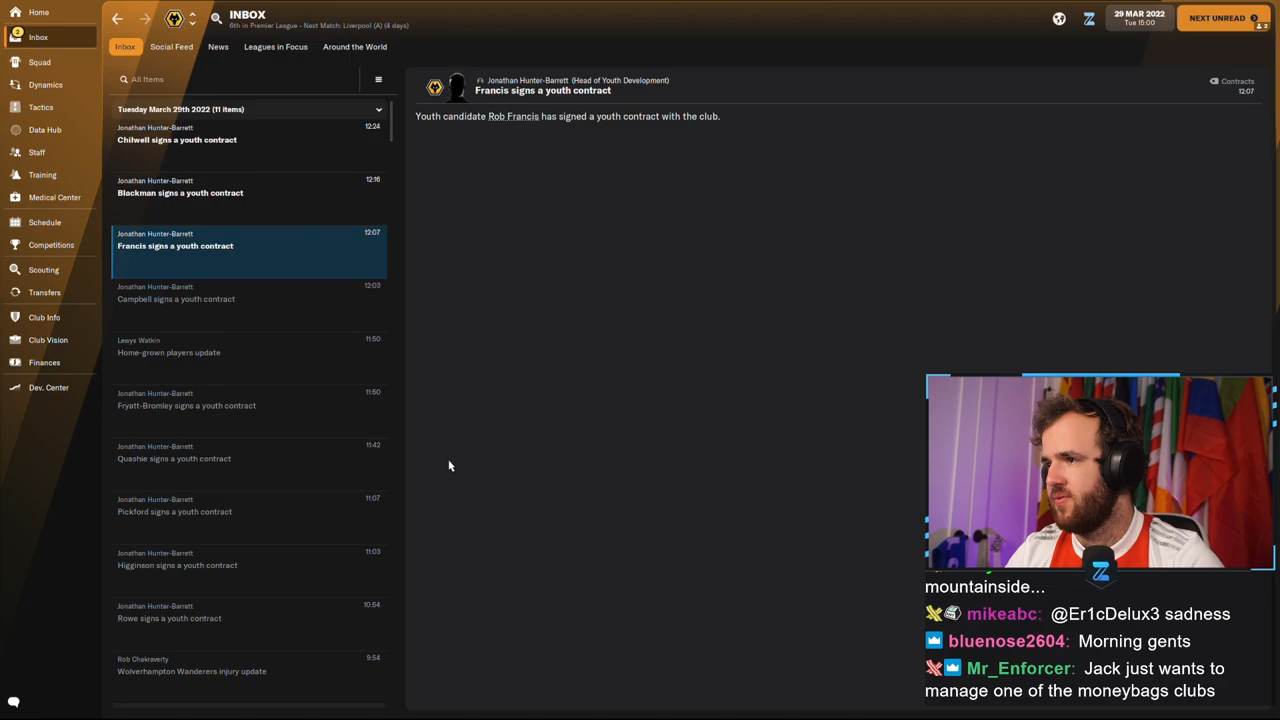 Home
2
Inbox
Squad
Dynamics
Tactics
Data Hub
Staff
Training
Medical Center
Schedule
Competitions
Scouting
Transfers
Club Info
Club Vision
Finances
Dev. Center
INBOX
6th in Premier League - Next Match: Liverpool (A) (4 days)
29 MAR 2022
Tue 15:00
NEXT UNREAD
2
Inbox
Social Feed
News
Leagues in Focus
Around the World
All Items
Tuesday March 29th 2022 (11 items)
Jonathan Hunter-Barrett 12:24
Chilwell signs a youth contract
Jonathan Hunter-Barrett 12:16
Blackman signs a youth contract
Jonathan Hunter-Barrett 12:07
Francis signs a youth contract
Jonathan Hunter-Barrett 12:03
Campbell signs a youth contract
Lewys Watkin 11:50
Home-grown players update
Jonathan Hunter-Barrett 11:50
Fryatt-Bromley signs a youth contract
Jonathan Hunter-Barrett 11:42
Quashie signs a youth contract
Jonathan Hunter-Barrett 11:07
Pickford signs a youth contract
Jonathan Hunter-Barrett 11:03
Higginson signs a youth contract
Jonathan Hunter-Barrett 10:54
Rowe signs a youth contract
Rob Chakraverty 9:54
Wolverhampton Wanderers injury update
Jonathan Hunter-Barrett (Head of Youth Development)
Francis signs a youth contract
Contracts
12:07
Youth candidate Rob Francis has signed a youth contract with the club.
mountainside...
mikeabc: @Er1cDelux3 sadness
bluenose2604: Morning gents
Mr_Enforcer: Jack just wants to
manage one of the moneybags clubs